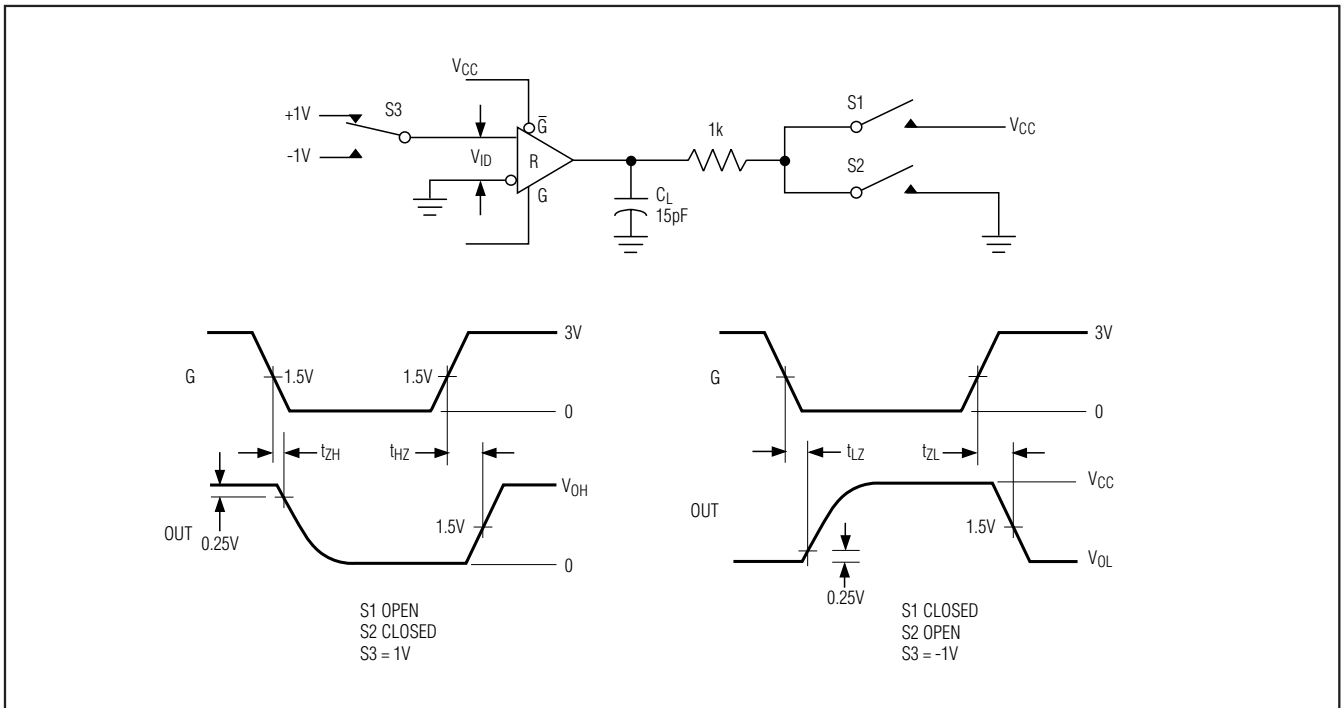 V_CC
+1V
S3
-1V
V_ID
G̅
R
G
C_L
15pF
1k
S1
V_CC
S2
G
1.5V
1.5V
3V
0
t_ZH
t_HZ
V_OH
OUT
0.25V
1.5V
0
S1 OPEN
S2 CLOSED
S3 = 1V
G
3V
0
t_LZ
t_ZL
V_CC
OUT
1.5V
V_OL
0.25V
S1 CLOSED
S2 OPEN
S3 = -1V